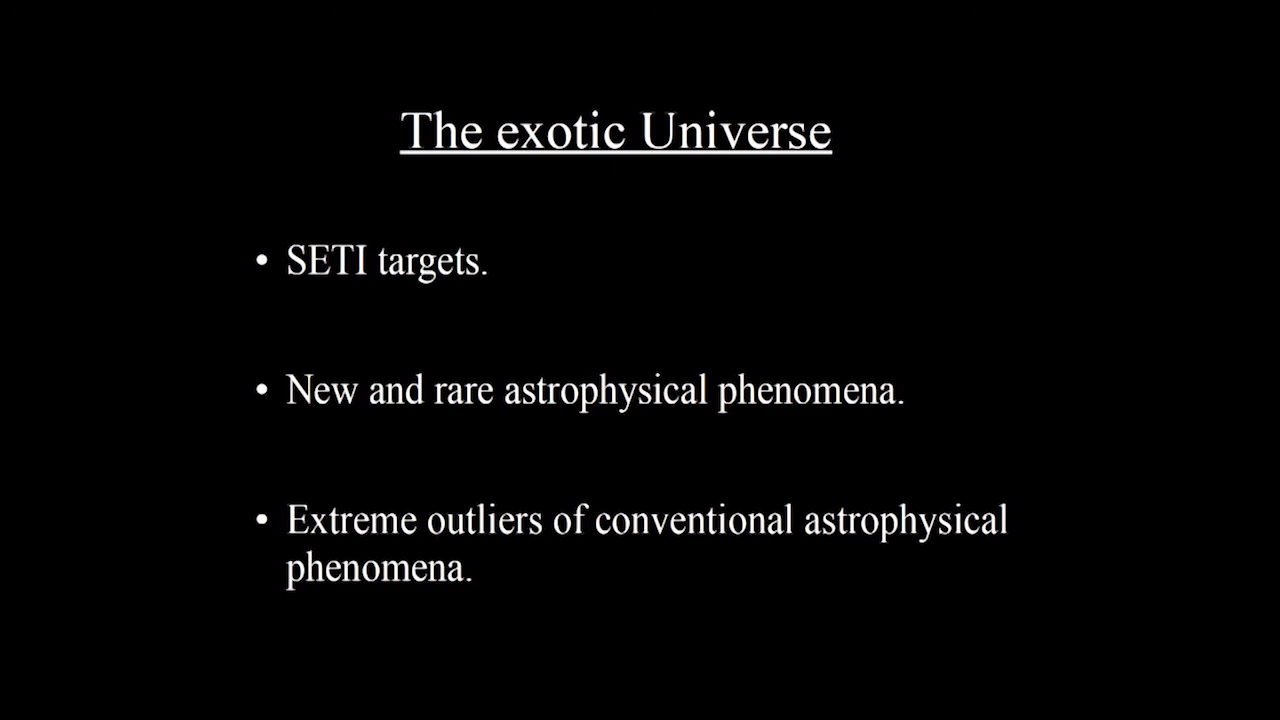 The exotic Universe
• SETI targets.
• New and rare astrophysical phenomena.
• Extreme outliers of conventional astrophysical
phenomena.